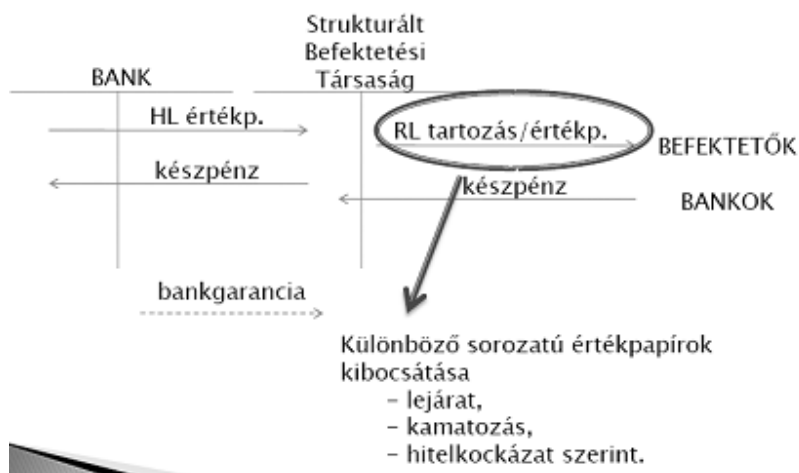 Strukturált
Befektetési
Társaság
BANK
HL értékp.
RL tartozás/értékp.
BEFEKTETŐK
készpénz
készpénz
BANKOK
bankgarancia
Különböző sorozatú értékpapírok
kibocsátása
– lejárat,
– kamatozás,
– hitelkockázat szerint.